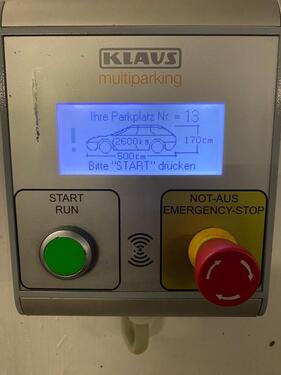 KLAUS
multiparking
Ihre Parkplatz Nr. = 13
!
2600kg
170cm
500cm
Bitte "START" drücken
START
RUN
NOT-AUS
EMERGENCY-STOP